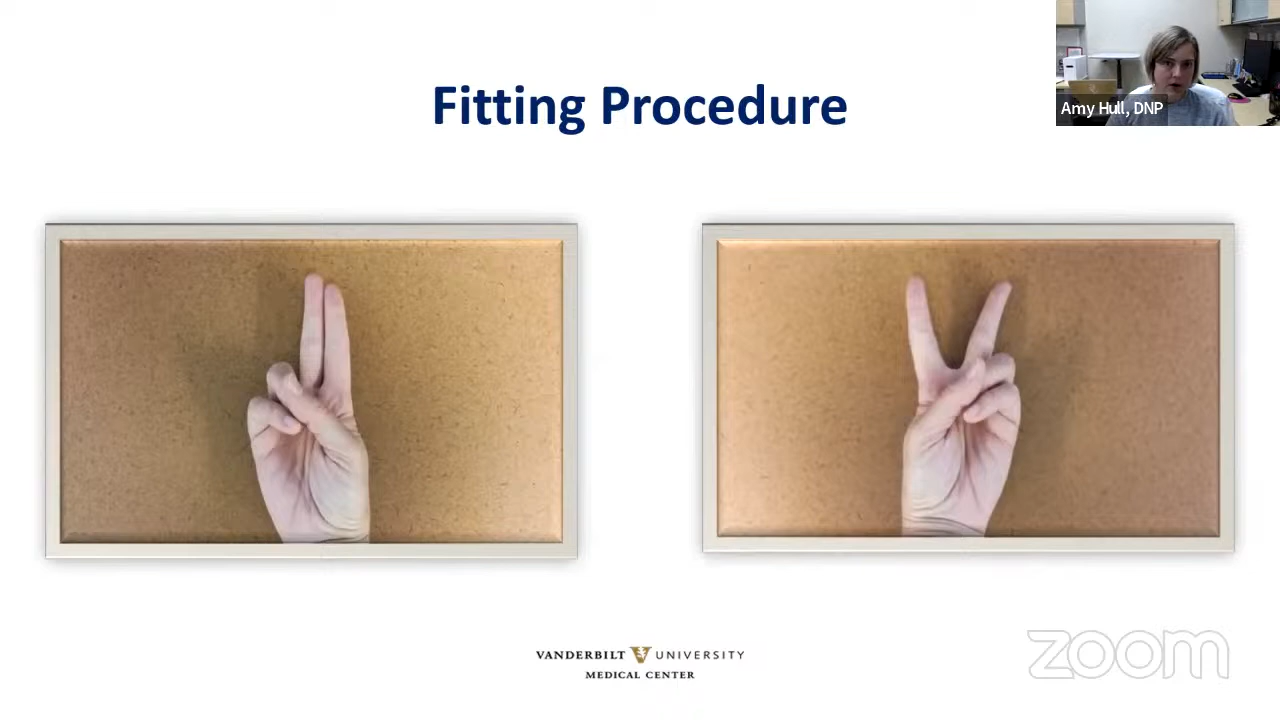 Fitting Procedure
Amy Hull, DNP
VANDERBILT UNIVERSITY
MEDICAL CENTER
zoom